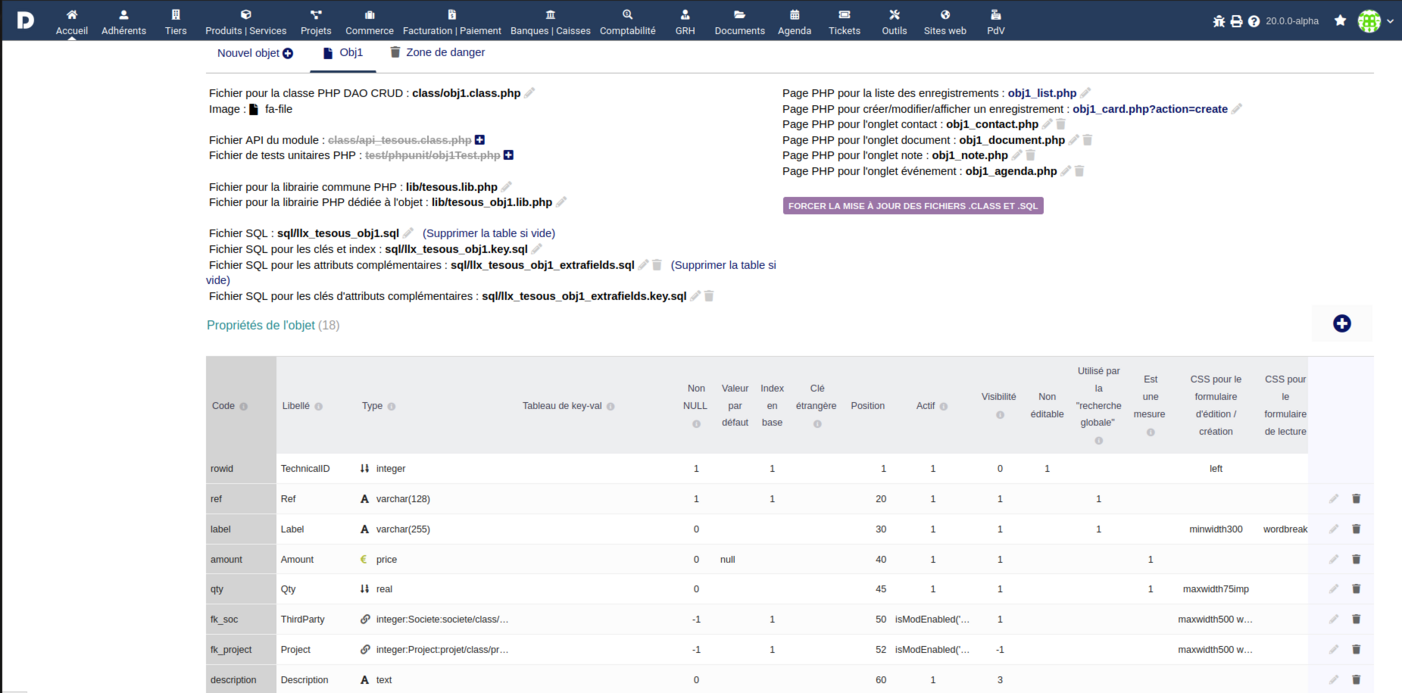 D Accueil Adhérents Tiers Produits | Services Projets Commerce Facturation | Paiement Banques | Caisses Comptabilité GRH Documents Agenda Tickets Outils Sites web PdV 20.0.0-alpha
Nouvel objet Obj1 Zone de danger
Fichier pour la classe PHP DAO CRUD : class/obj1.class.php
Image : fa-file
Fichier API du module : class/api_tesous.class.php
Fichier de tests unitaires PHP : test/phpunit/obj1Test.php
Fichier pour la librairie commune PHP : lib/tesous.lib.php
Fichier pour la librairie PHP dédiée à l'objet : lib/tesous_obj1.lib.php
Fichier SQL : sql/llx_tesous_obj1.sql (Supprimer la table si vide)
Fichier SQL pour les clés et index : sql/llx_tesous_obj1.key.sql
Fichier SQL pour les attributs complémentaires : sql/llx_tesous_obj1_extrafields.sql (Supprimer la table si
vide)
Fichier SQL pour les clés d'attributs complémentaires : sql/llx_tesous_obj1_extrafields.key.sql
Page PHP pour la liste des enregistrements : obj1_list.php
Page PHP pour créer/modifier/afficher un enregistrement : obj1_card.php?action=create
Page PHP pour l'onglet contact : obj1_contact.php
Page PHP pour l'onglet document : obj1_document.php
Page PHP pour l'onglet note : obj1_note.php
Page PHP pour l'onglet événement : obj1_agenda.php
FORCER LA MISE À JOUR DES FICHIERS .CLASS ET .SQL
Propriétés de l'objet (18)
Code Libellé Type Tableau de key-val
Non
NULL
Valeur
par
défaut
Index
en
base
Clé
étrangère
Position
Actif
Visibilité
Non
éditable
Utilisé par
la
"recherche
globale"
Est
une
mesure
CSS pour le
formulaire
d'édition /
création
CSS pour
le
formulaire
de lecture
rowid TechnicalID integer 1 1 1 1 0 1 left
ref Ref varchar(128) 1 1 20 1 1 1
label Label varchar(255) 0 30 1 1 1 minwidth300 wordbreak
amount Amount price 0 null 40 1 1 1
qty Qty real 0 45 1 1 1 maxwidth75imp
fk_soc ThirdParty integer:Societe:societe/class/... -1 1 50 isModEnabled('... 1 maxwidth500 w...
fk_project Project integer:Project:projet/class/pr... -1 1 52 isModEnabled('... -1 maxwidth500 w...
description Description text 0 60 1 3